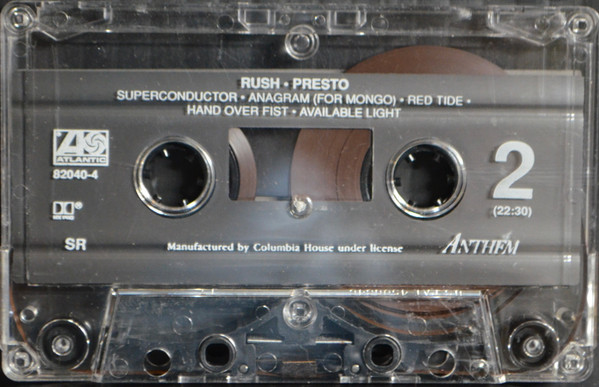 RUSH • PRESTO
SUPERCONDUCTOR • ANAGRAM (FOR MONGO) • RED TIDE •
HAND OVER FIST • AVAILABLE LIGHT
ATLANTIC
82040-4
2
(22:30)
SR
Manufactured by Columbia House under license
ANTHEM